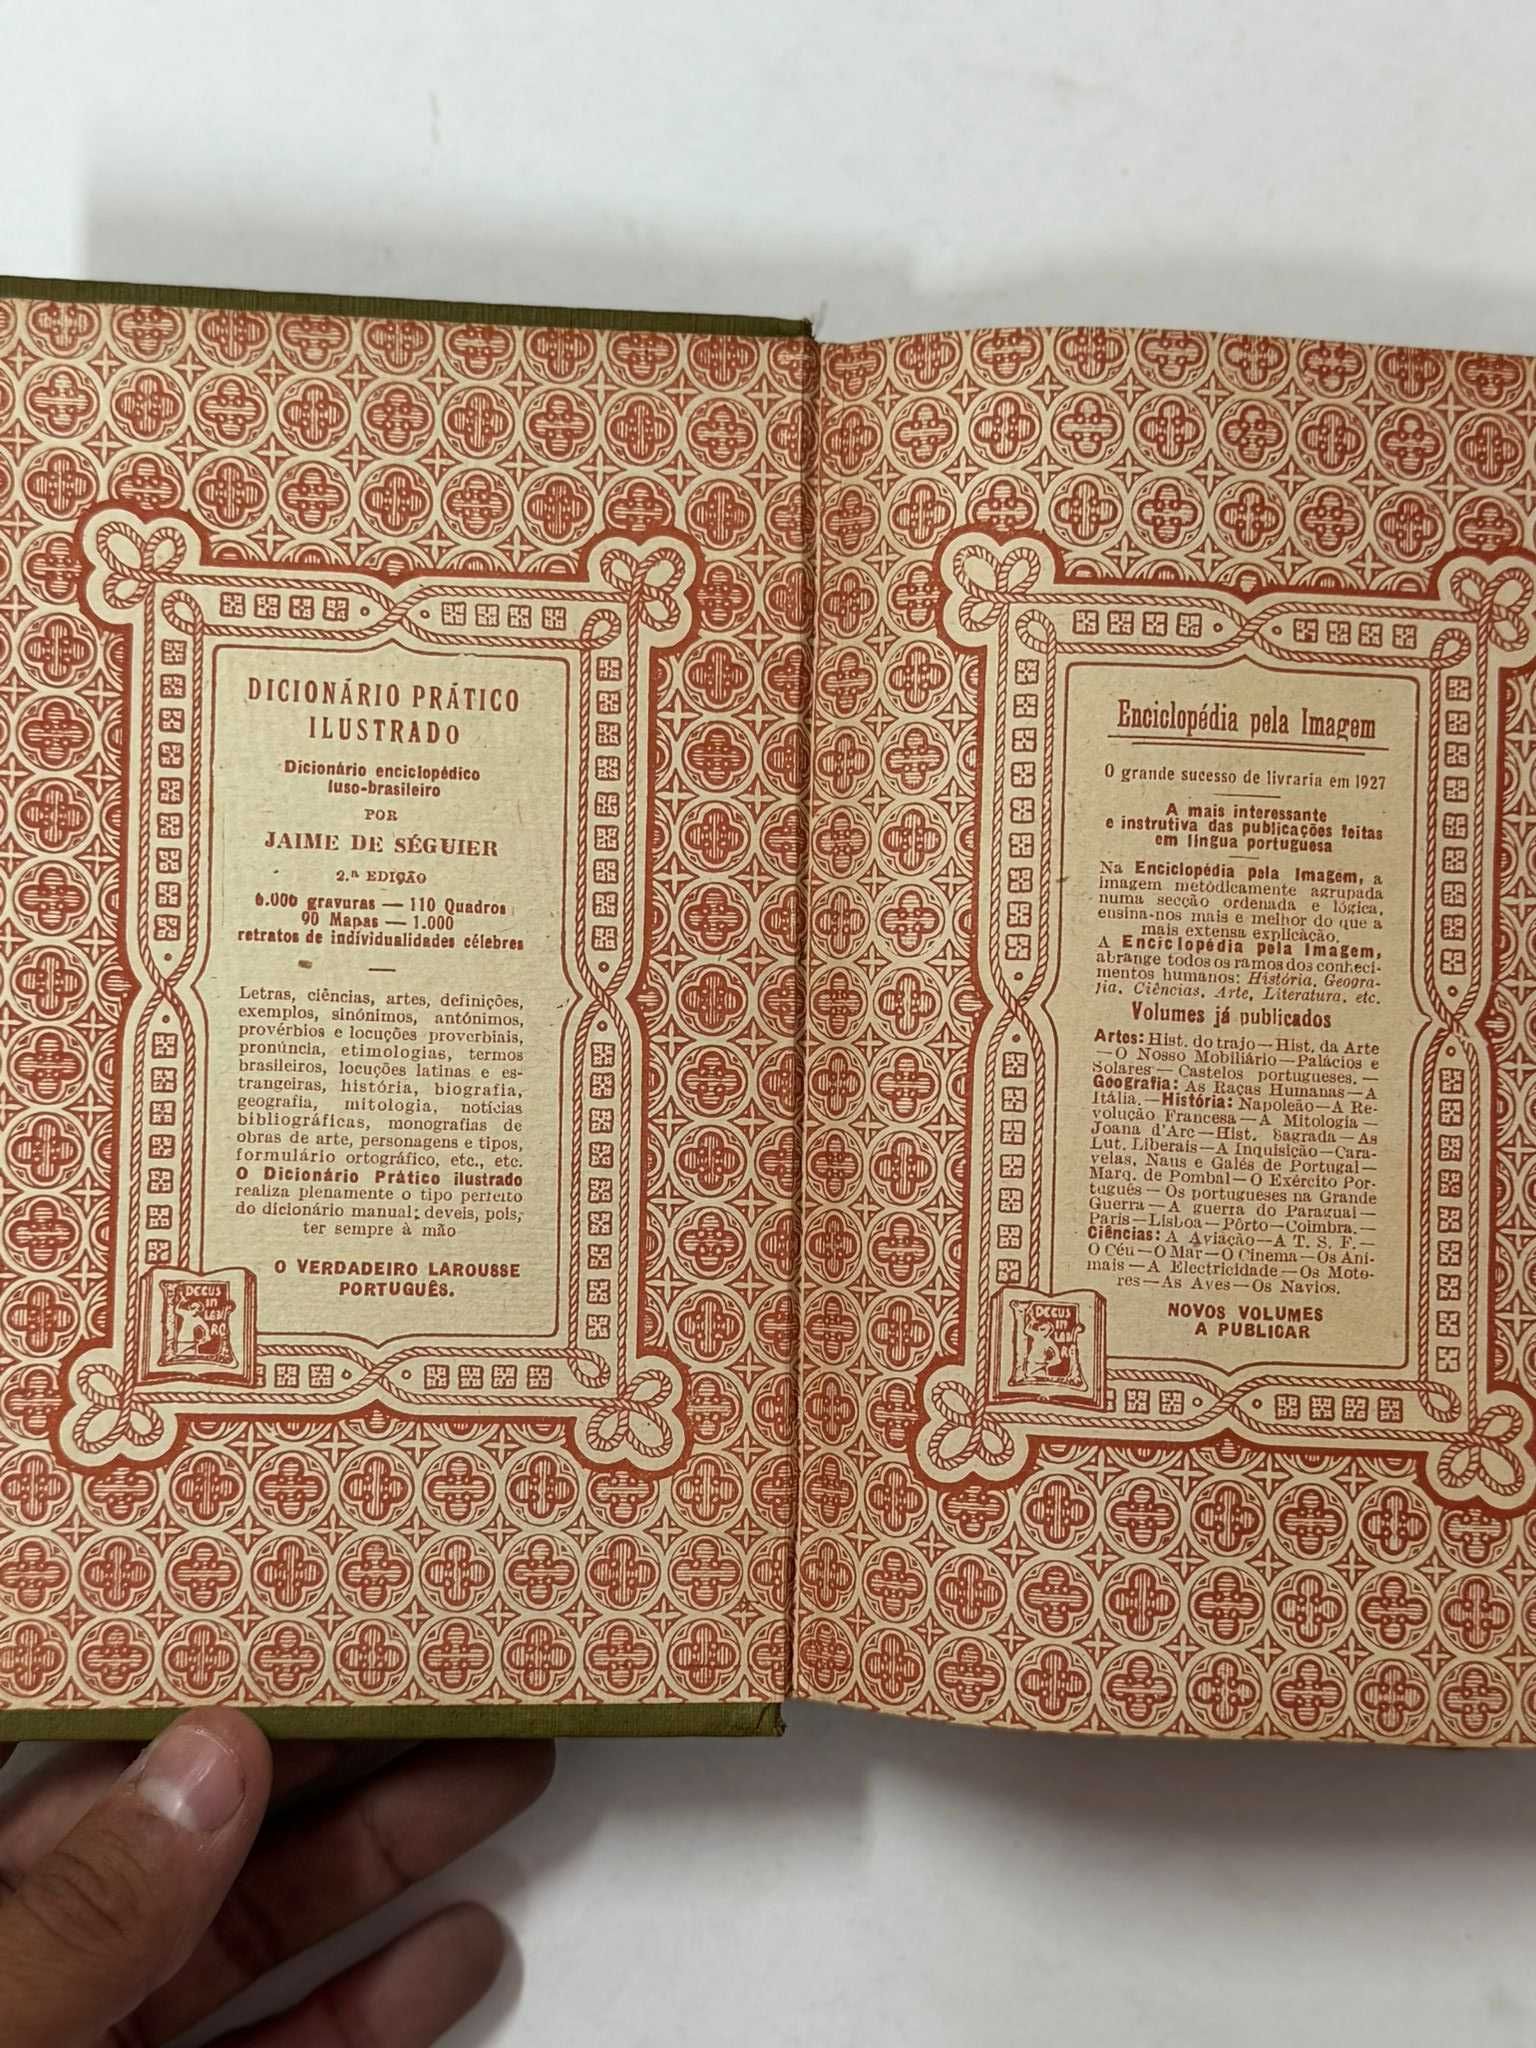 DICIONÁRIO PRÁTICO
ILUSTRADO
Dicionário enciclopédico
luso-brasileiro
POR
JAIME DE SÉGUIER
2.ª EDIÇÃO
6.000 gravuras — 110 Quadros
90 Mapas — 1.000
retratos de individualidades célebres
Letras, ciências, artes, definições,
exemplos, sinónimos, antónimos,
provérbios e locuções proverbiais,
pronúncia, etimologias, termos
brasileiros, locuções latinas e es-
trangeiras, história, biografia,
geografia, mitologia, notícias
bibliográficas, monografias de
obras de arte, personagens e tipos,
formulário ortográfico, etc., etc.
O Dicionário Prático ilustrado
realiza plenamente o tipo perfeito
do dicionário manual; deveis, pois,
ter sempre à mão
O VERDADEIRO LAROUSSE
PORTUGUÊS.
DECUS
IN
LABO
RE
Enciclopédia pela Imagem
O grande sucesso de livraria em 1927
A mais interessante
e instrutiva das publicações feitas
em língua portuguesa
Na Enciclopédia pela Imagem, a
imagem metòdicamente agrupada
numa secção ordenada e lógica,
ensina-nos mais e melhor do que a
mais extensa explicação.
A Enciclopédia pela Imagem,
abrange todos os ramos dos conheci-
mentos humanos: História, Geogra-
fia, Ciências, Arte, Literatura, etc.
Volumes já publicados
Artes: Hist. do trajo—Hist. da Arte
—O Nosso Mobiliário—Palácios e
Solares—Castelos portugueses.—
Geografia: As Raças Humanas—A
Itália.—História: Napoleão—A Re-
volução Francesa—A Mitologia—
Joana d'Arc—Hist. Sagrada—As
Lut. Liberais—A Inquisição—Cara-
velas, Naus e Galés de Portugal—
Marq. de Pombal—O Exército Por-
tuguês—Os portugueses na Grande
Guerra—A guerra do Paraguai—
Paris—Lisboa—Pôrto—Coimbra.—
Ciências: A Aviação—A T. S. F.—
O Céu—O Mar—O Cinema—Os Ani-
mais—A Electricidade—Os Moto-
res—As Aves—Os Navios.
NOVOS VOLUMES
A PUBLICAR
DECUS
IN